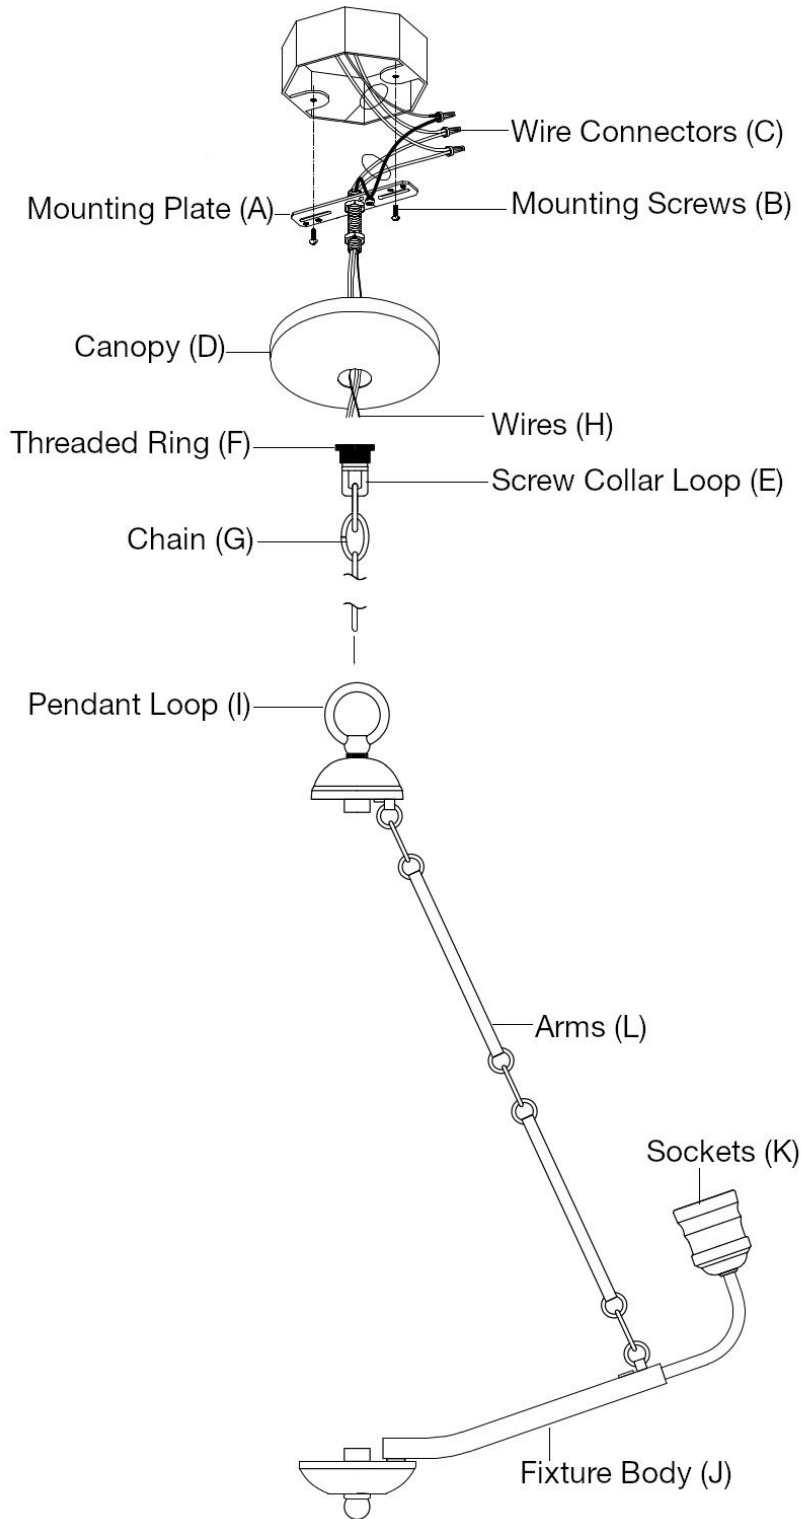 Wire Connectors (C)
Mounting Plate (A)
Mounting Screws (B)
Canopy (D)
Wires (H)
Threaded Ring (F)
Screw Collar Loop (E)
Chain (G)
Pendant Loop (I)
Arms (L)
Sockets (K)
Fixture Body (J)